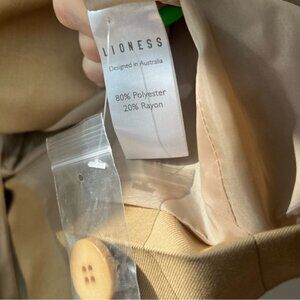 LIONESS
Designed in Australia
80% Polyester
20% Rayon